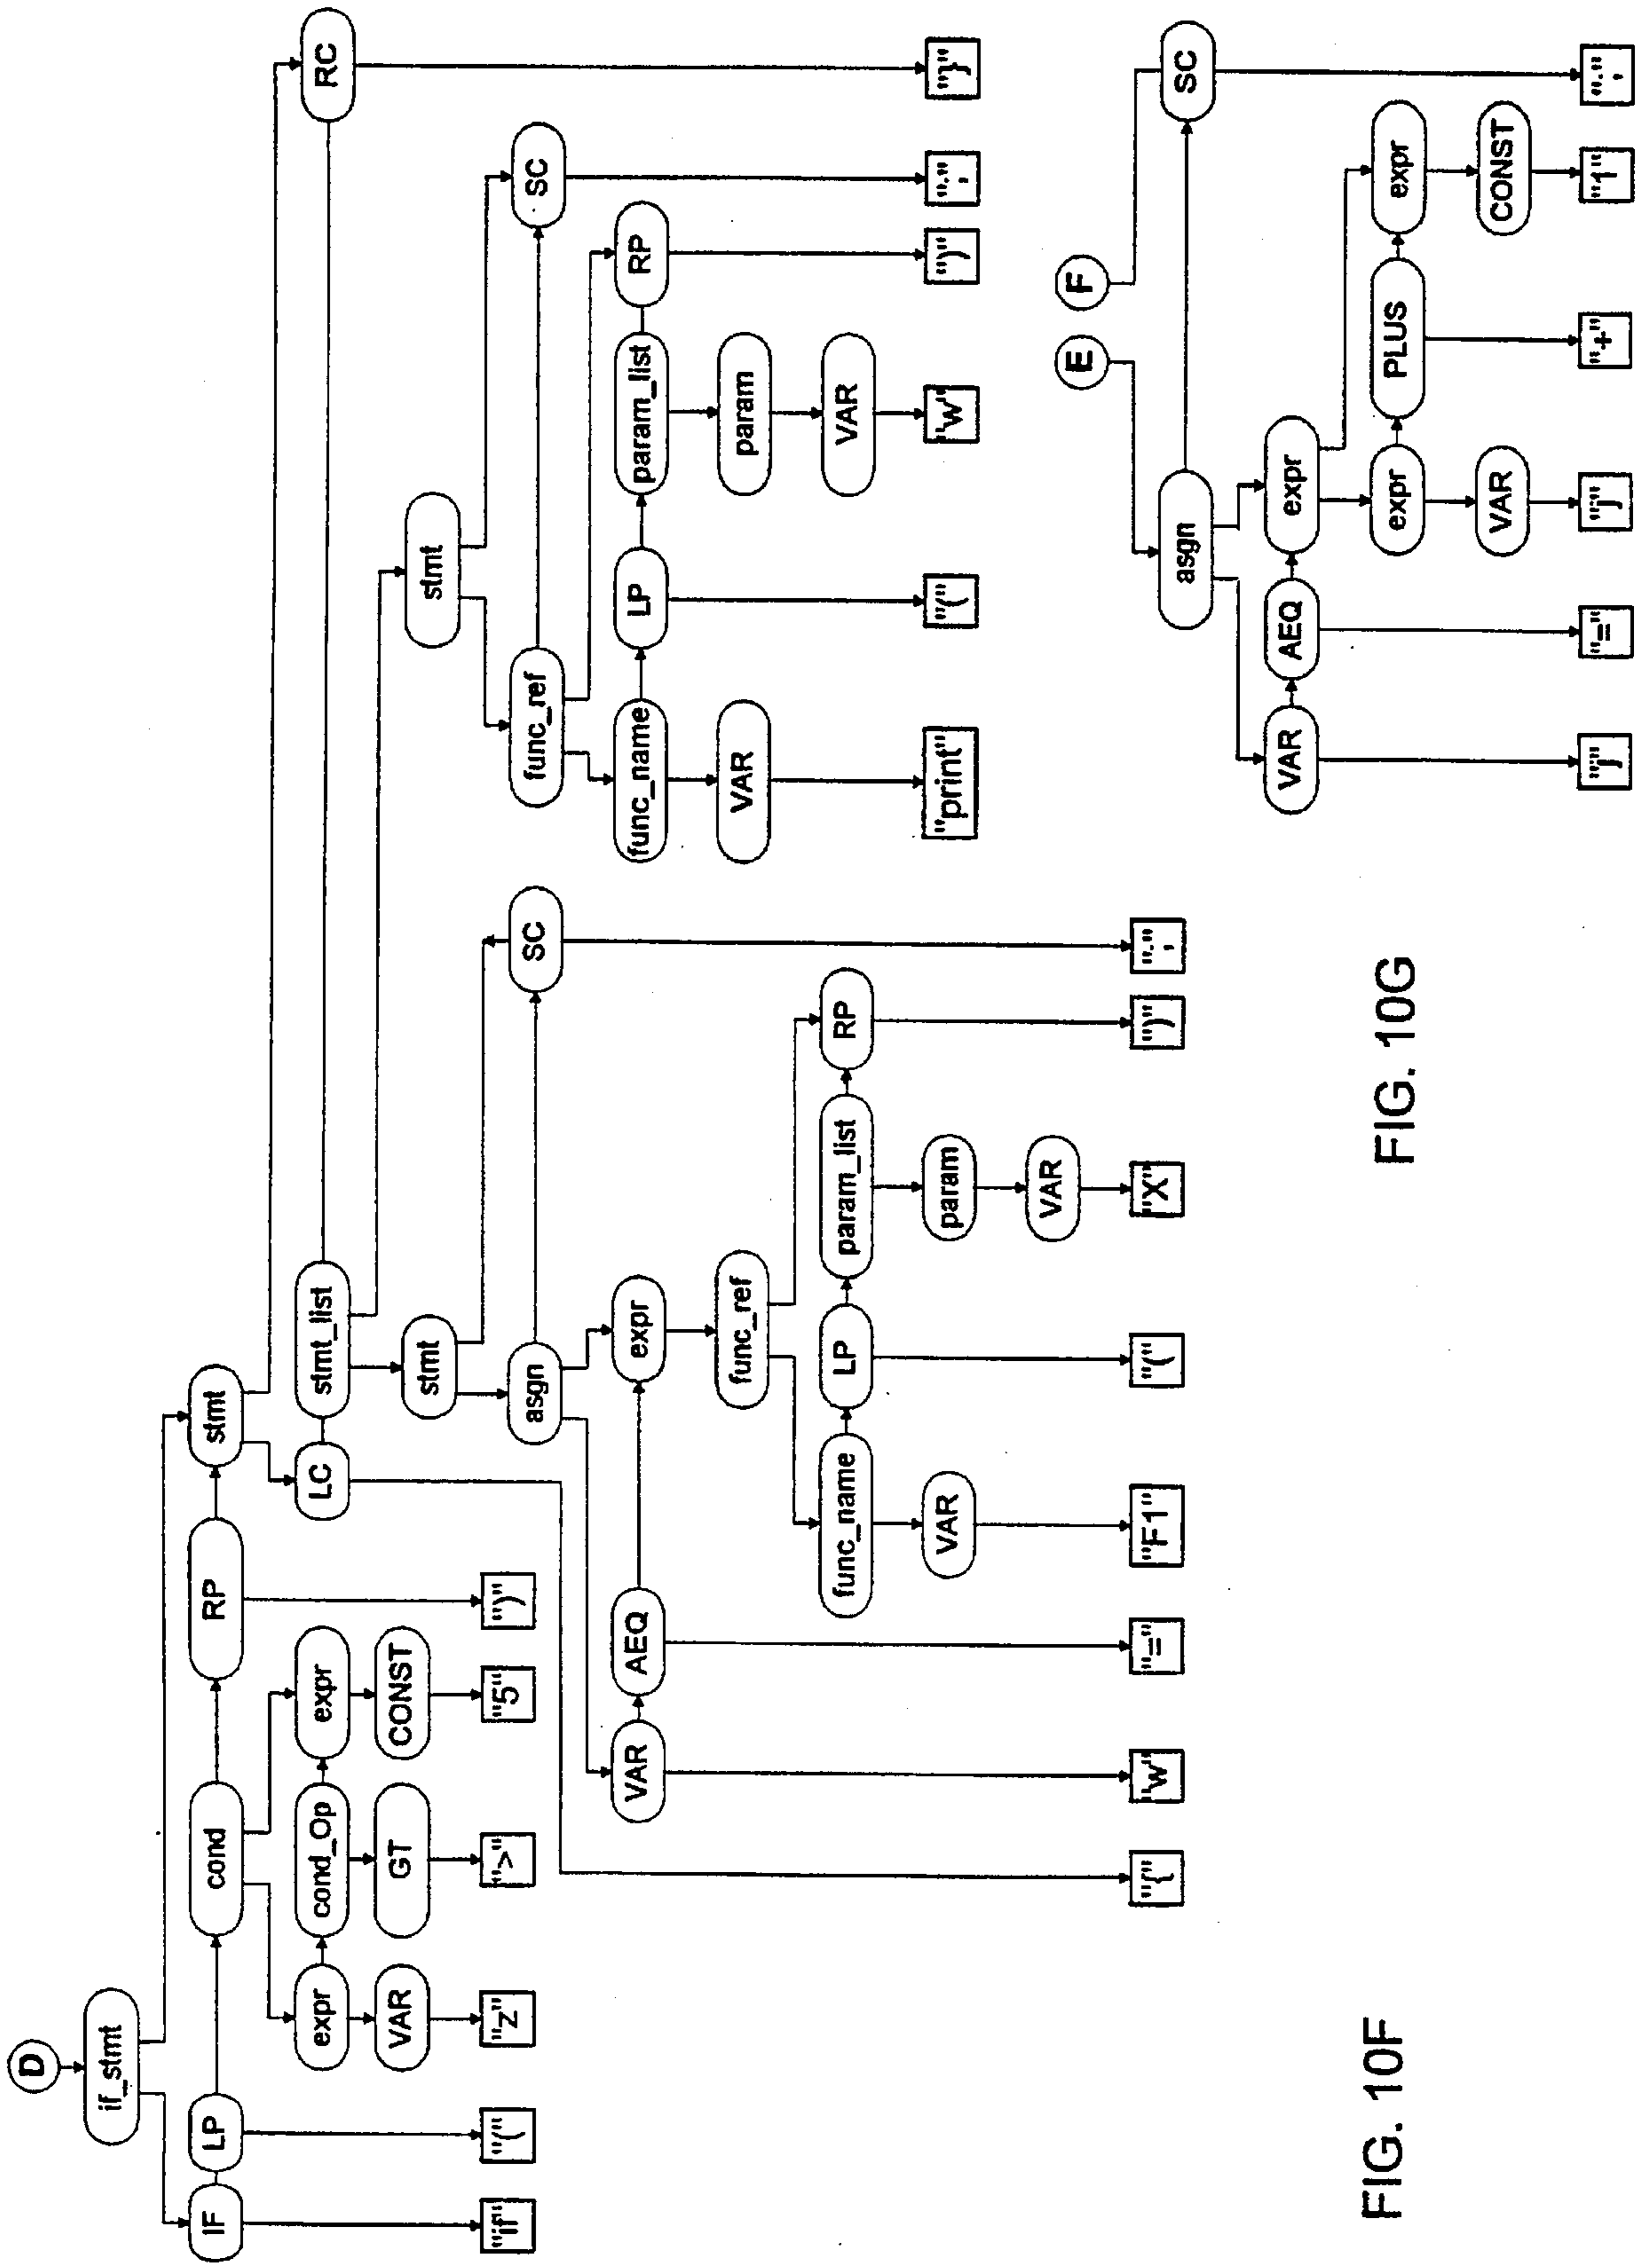 D
if_stmt
IF LP cond RP stmt
expr cond_Op expr LC stmt_list RC
VAR GT CONST stmt stmt
"if" "(" "z" ">" "5" ")" asgn SC func_ref SC
VAR AEQ expr func_name LP param_list RP
func_ref VAR param
func_name LP param_list RP VAR
VAR param "print" "(" "w" ")" ";" "}"
VAR
"{" "w" "=" "F1" "(" "X" ")" ";"
FIG. 10F
E F
asgn SC
VAR AEQ expr
expr PLUS expr
VAR CONST
"j" "=" "j" "+" "1" ";"
FIG. 10G